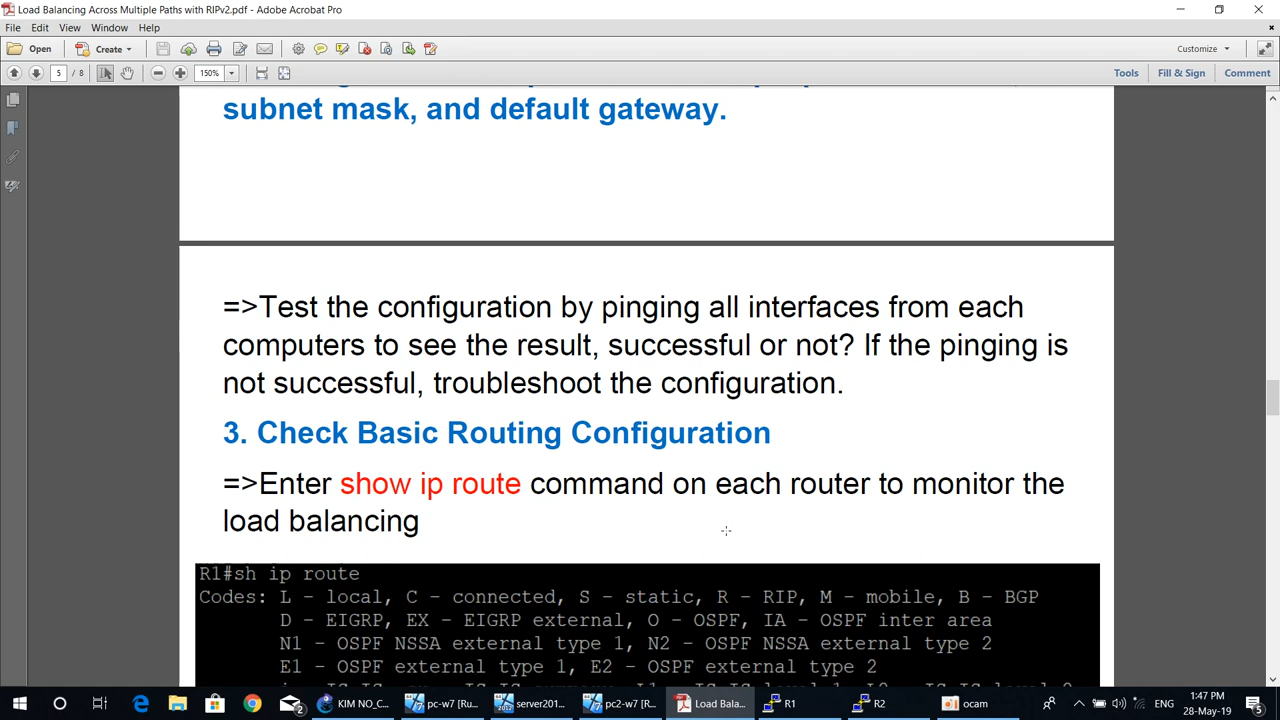 Load Balancing Across Multiple Paths with RIPv2.pdf - Adobe Acrobat Pro
File Edit View Window Help
Open Create Customize
5 / 8 150% Tools Fill & Sign Comment
subnet mask, and default gateway.
=>Test the configuration by pinging all interfaces from each
computers to see the result, successful or not? If the pinging is
not successful, troubleshoot the configuration.
3. Check Basic Routing Configuration
=>Enter show ip route command on each router to monitor the
load balancing
R1#sh ip route
Codes: L - local, C - connected, S - static, R - RIP, M - mobile, B - BGP
D - EIGRP, EX - EIGRP external, O - OSPF, IA - OSPF inter area
N1 - OSPF NSSA external type 1, N2 - OSPF NSSA external type 2
E1 - OSPF external type 1, E2 - OSPF external type 2
KIM NO_C... pc-w7 [Ru... server201... pc2-w7 [R... Load Bala... R1 R2 ocam ENG 1:47 PM
28-May-19